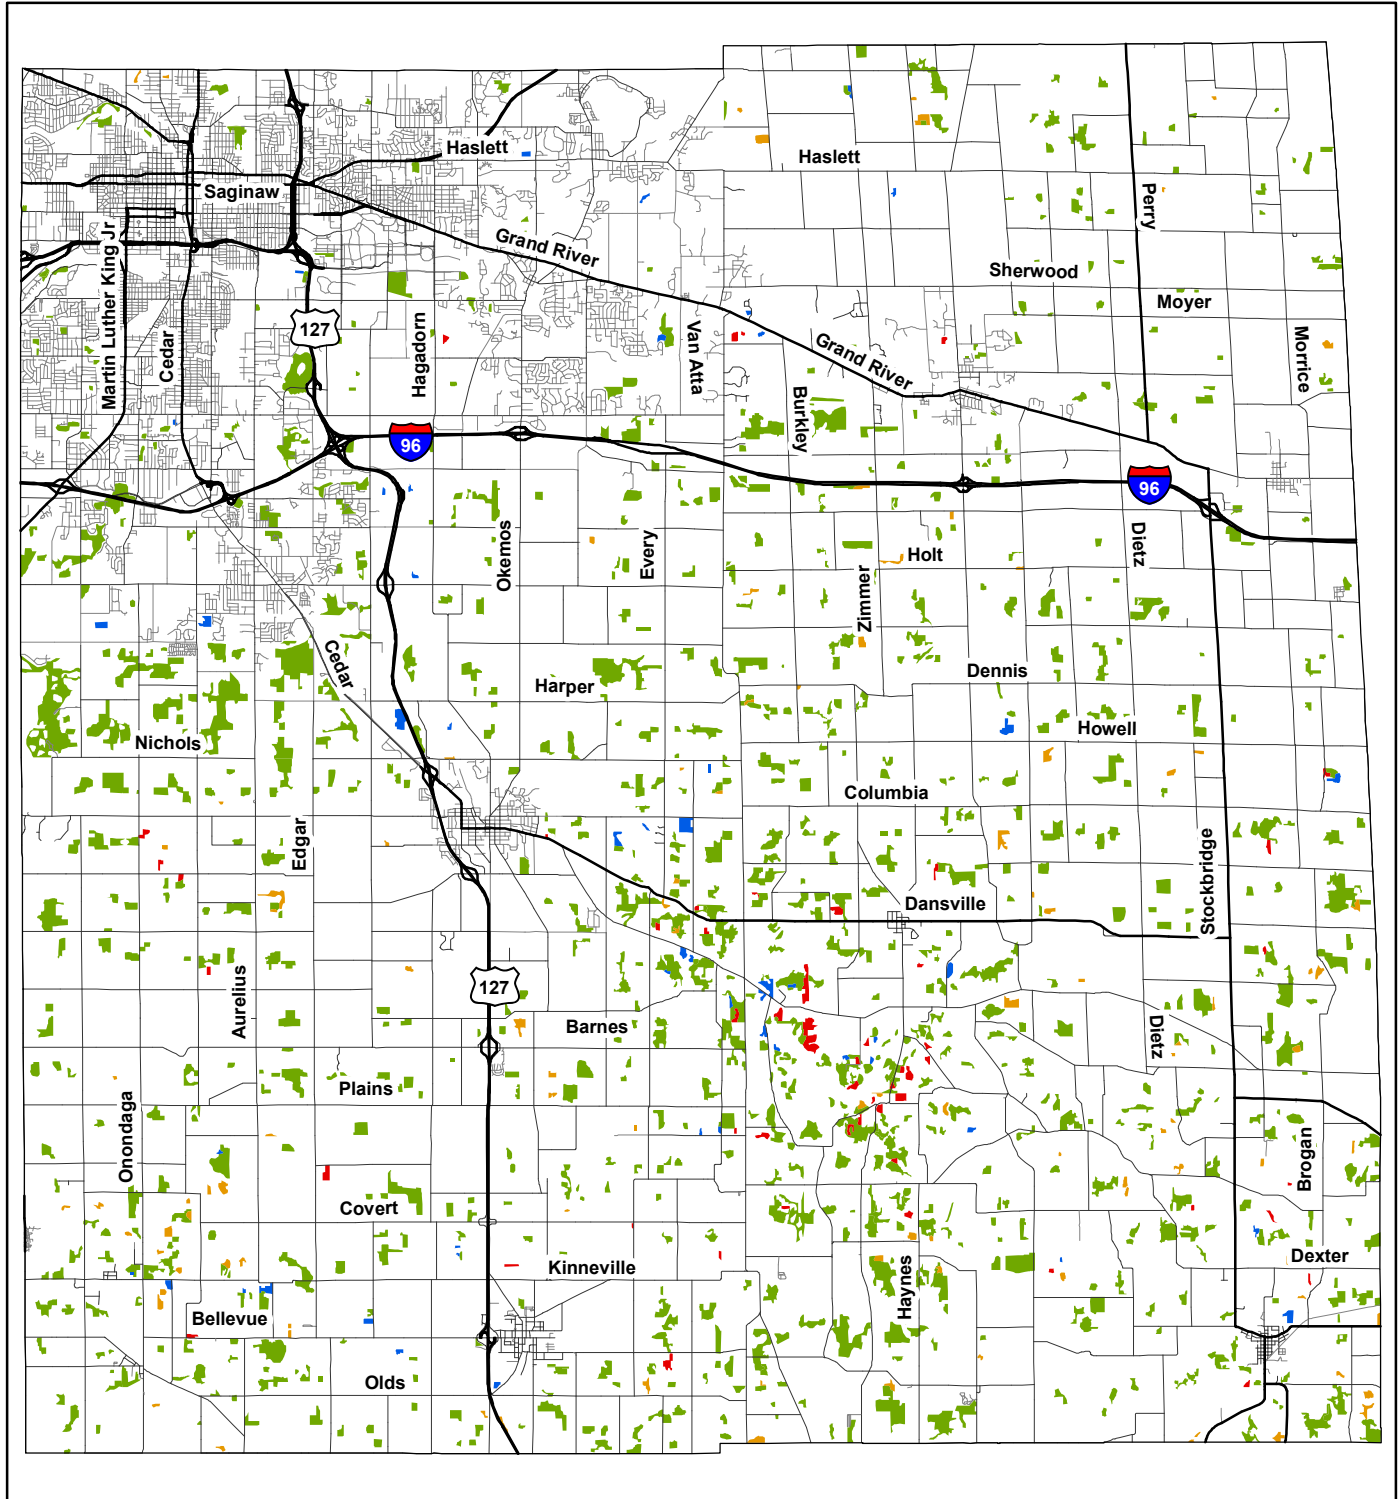 Haslett
Haslett
Saginaw
Perry
Martin Luther King Jr
Grand River
Sherwood
Moyer
127
Cedar
Hagadorn
Van Atta
Grand River
Morrice
Burkley
96
96
Okemos
Every
Dietz
Holt
Zimmer
Cedar
Harper
Dennis
Nichols
Howell
Columbia
Edgar
Stockbridge
Dansville
Aurelius
127
Barnes
Dietz
Plains
Onondaga
Brogan
Covert
Kinneville
Haynes
Dexter
Bellevue
Olds